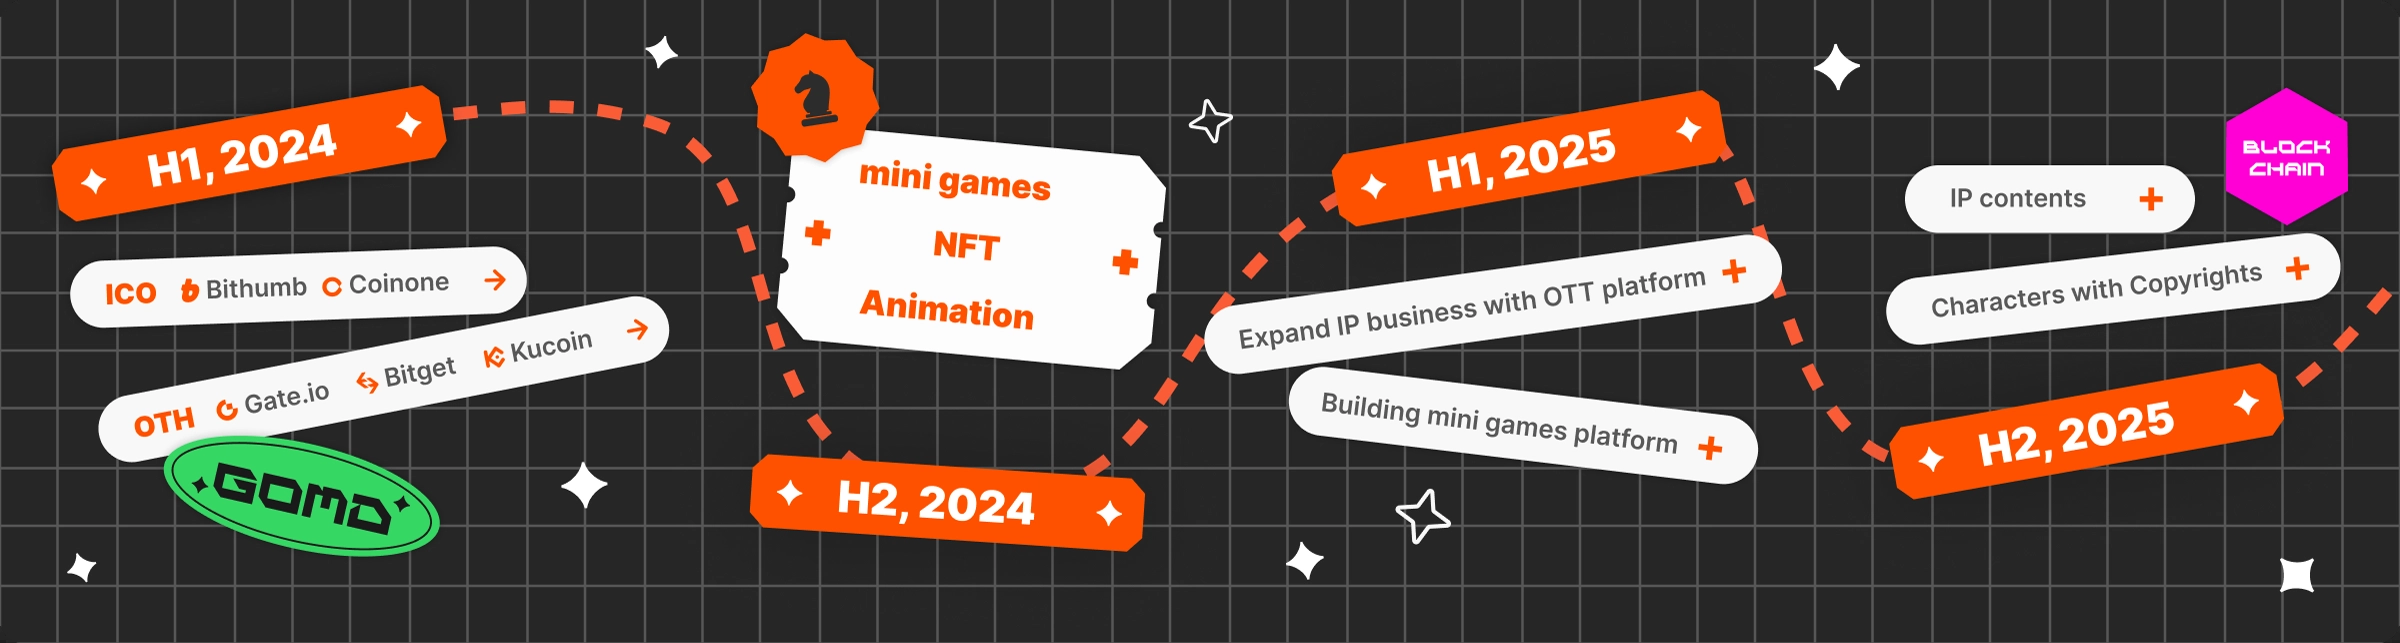 H1, 2024
ICO Bithumb Coinone
OTH Gate.io Bitget Kucoin
GOMD
mini games
NFT
Animation
H2, 2024
H1, 2025
Expand IP business with OTT platform
Building mini games platform
IP contents
BLOCK
CHAIN
Characters with Copyrights
H2, 2025